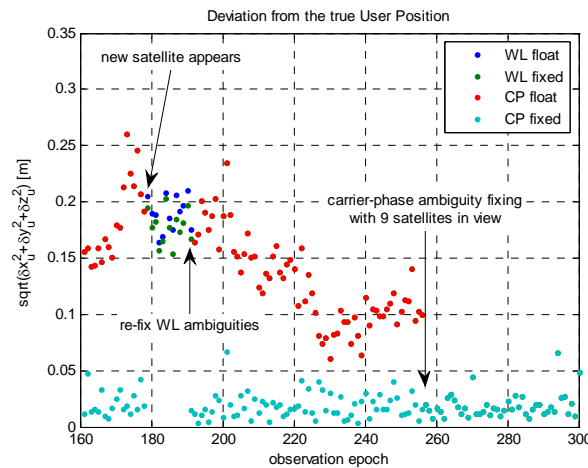 Deviation from the true User Position
sqrt(δx²ᵤ+δy²ᵤ+δz²ᵤ) [m]
0.35
0.3
0.25
0.2
0.15
0.1
0.05
0
new satellite appears
WL float
WL fixed
CP float
CP fixed
carrier-phase ambiguity fixing
with 9 satellites in view
re-fix WL ambiguities
161 180 200 220 240 260 280 300
observation epoch